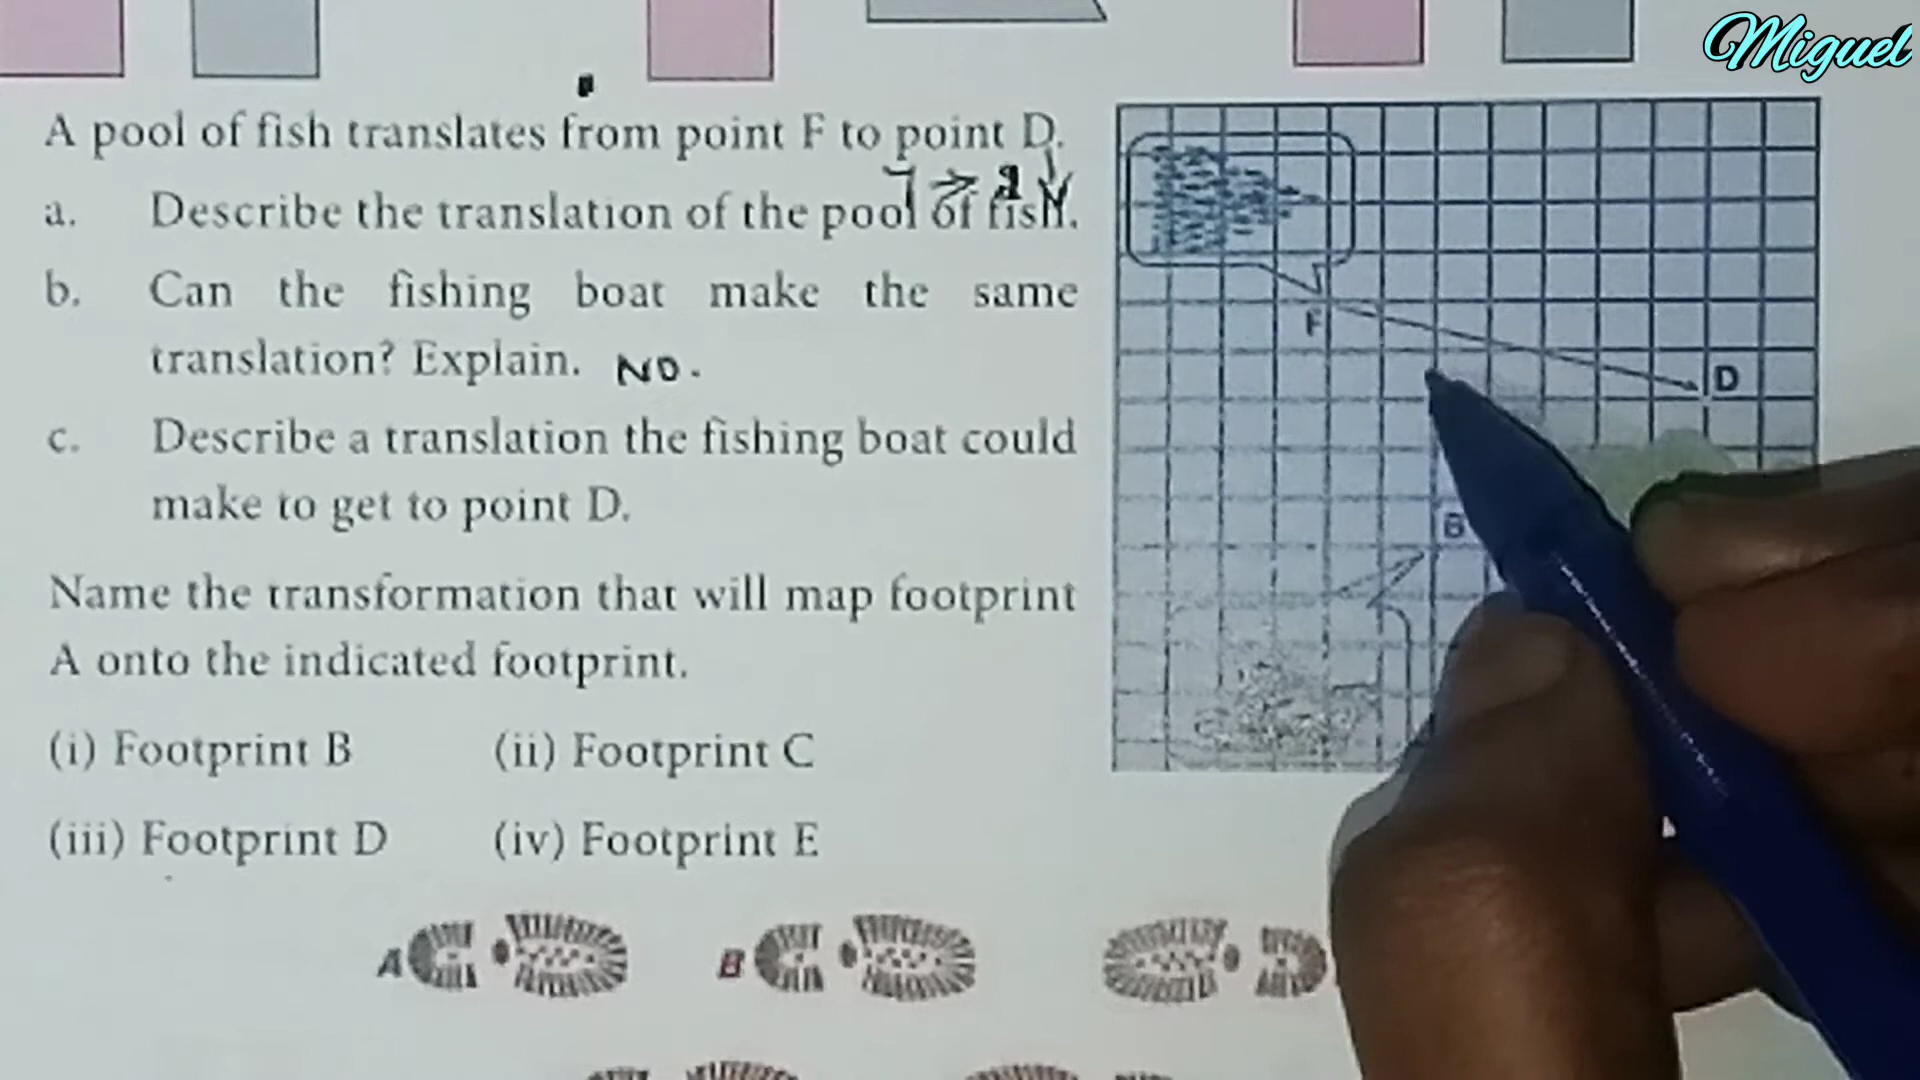 Miguel
A pool of fish translates from point F to point D.
a. Describe the translation of the pool of fish.
b. Can the fishing boat make the same
translation? Explain. NO.
c. Describe a translation the fishing boat could
make to get to point D.
Name the transformation that will map footprint
A onto the indicated footprint.
(i) Footprint B (ii) Footprint C
(iii) Footprint D (iv) Footprint E
F
D
B
A B